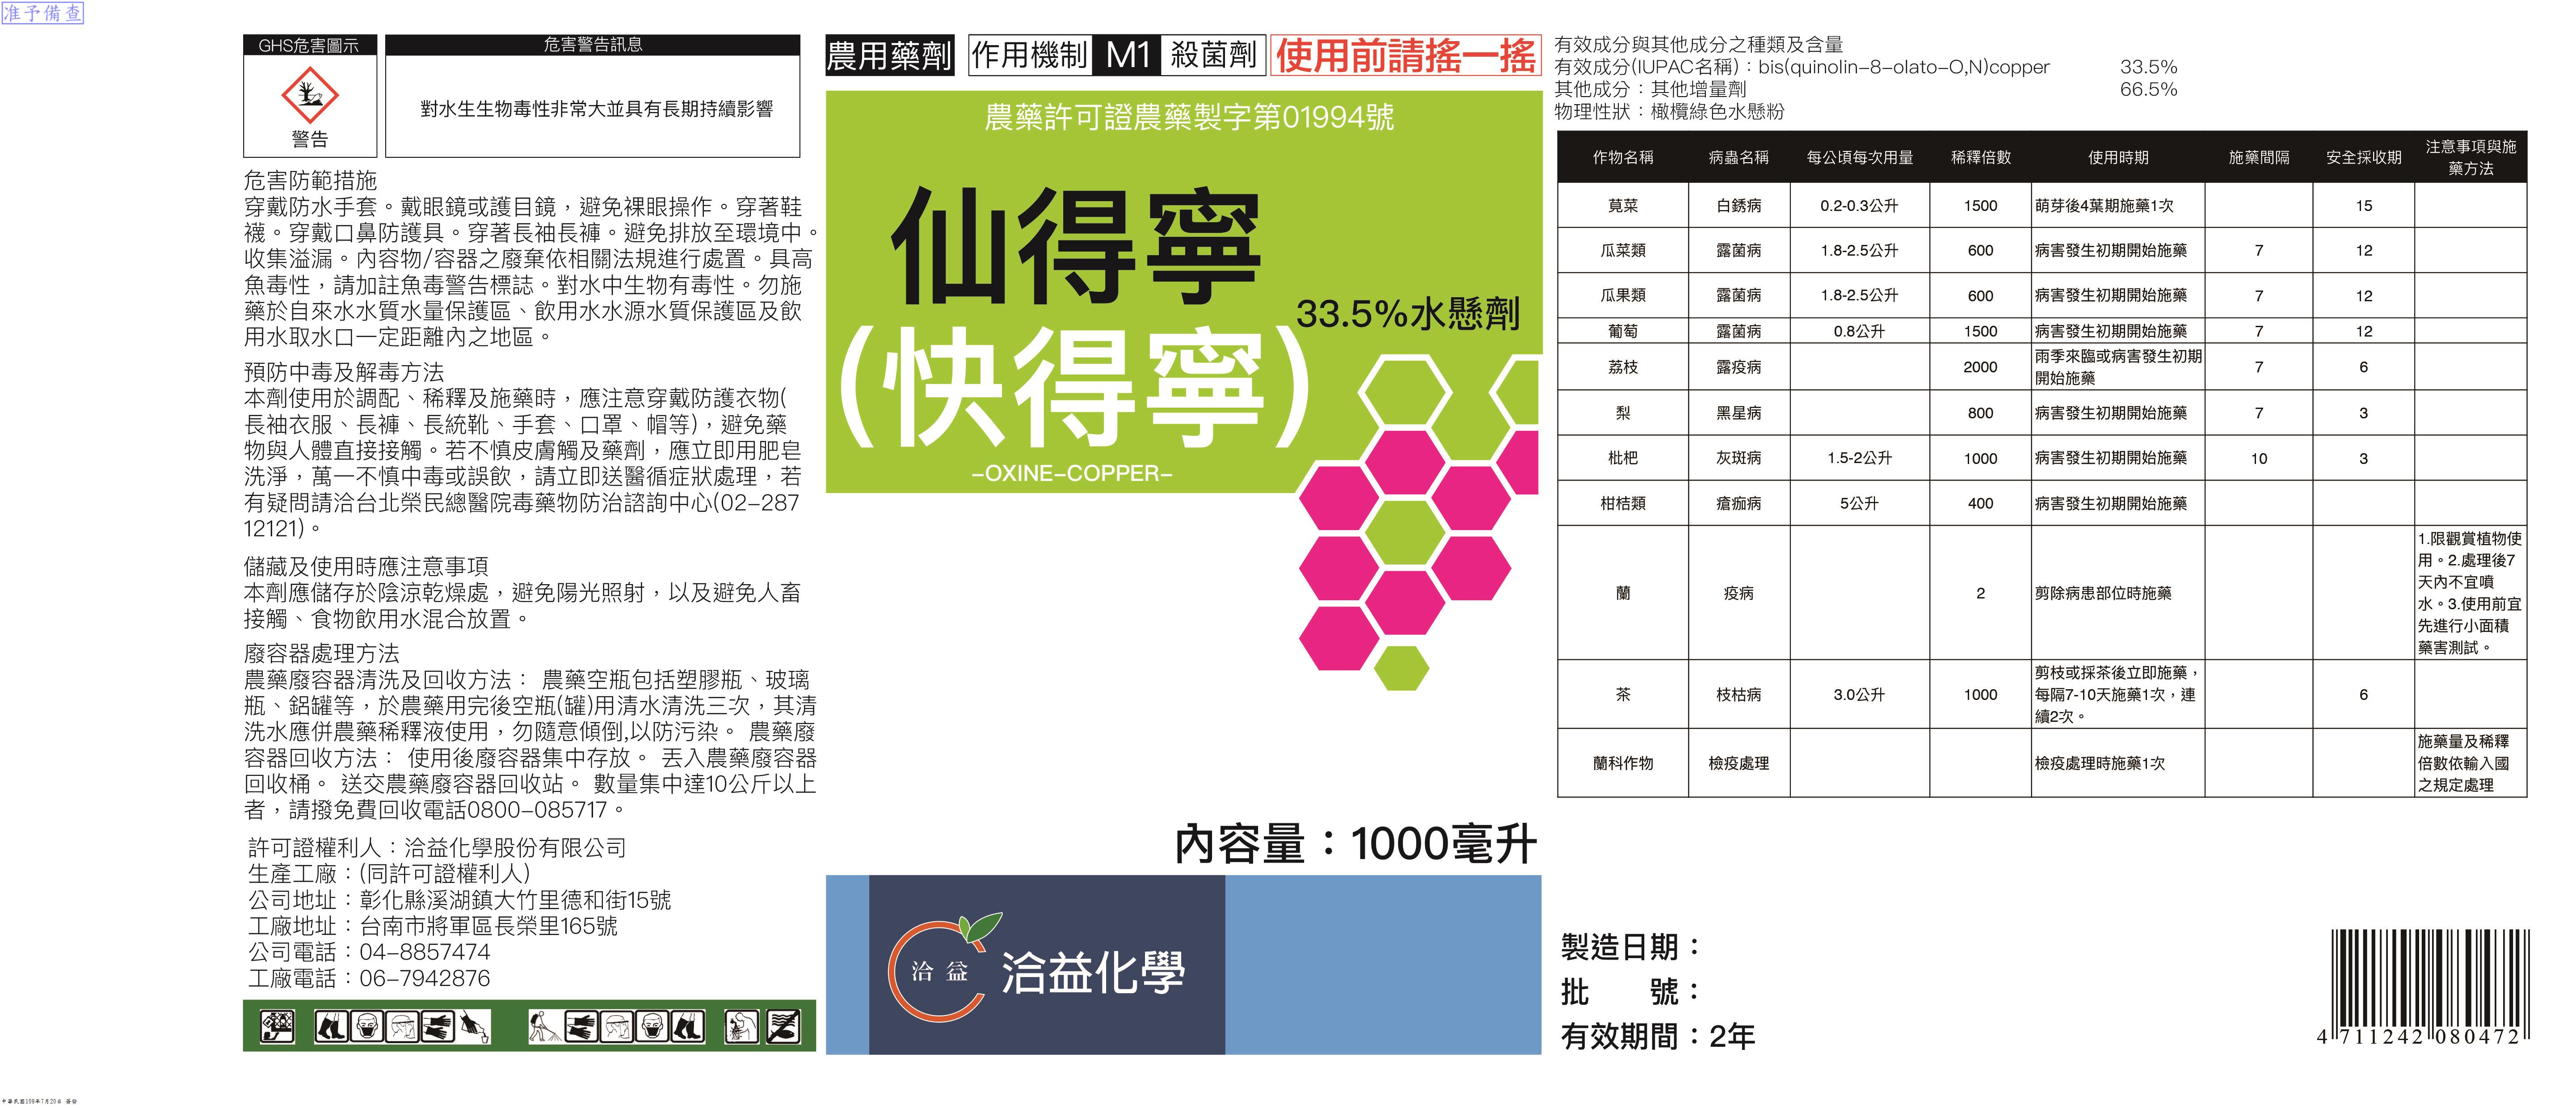 准予備查
GHS危害圖示
危害警告訊息
警告
對水生生物毒性非常大並具有長期持續影響
危害防範措施
穿戴防水手套。戴眼鏡或護目鏡，避免裸眼操作。穿著鞋
襪。穿戴口鼻防護具。穿著長袖長褲。避免排放至環境中。
收集溢漏。內容物/容器之廢棄依相關法規進行處置。具高
魚毒性，請加註魚毒警告標誌。對水中生物有毒性。勿施
藥於自來水水質水量保護區、飲用水水源水質保護區及飲
用水取水口一定距離內之地區。
預防中毒及解毒方法
本劑使用於調配、稀釋及施藥時，應注意穿戴防護衣物(
長袖衣服、長褲、長統靴、手套、口罩、帽等)，避免藥
物與人體直接接觸。若不慎皮膚觸及藥劑，應立即用肥皂
洗淨，萬一不慎中毒或誤飲，請立即送醫循症狀處理，若
有疑問請洽台北榮民總醫院毒藥物防治諮詢中心(02-287
12121)。
儲藏及使用時應注意事項
本劑應儲存於陰涼乾燥處，避免陽光照射，以及避免人畜
接觸、食物飲用水混合放置。
廢容器處理方法
農藥廢容器清洗及回收方法： 農藥空瓶包括塑膠瓶、玻璃
瓶、鋁罐等，於農藥用完後空瓶(罐)用清水清洗三次，其清
洗水應併農藥稀釋液使用，勿隨意傾倒,以防污染。 農藥廢
容器回收方法： 使用後廢容器集中存放。 丟入農藥廢容器
回收桶。 送交農藥廢容器回收站。 數量集中達10公斤以上
者，請撥免費回收電話0800-085717。
許可證權利人：洽益化學股份有限公司
生產工廠：(同許可證權利人)
公司地址：彰化縣溪湖鎮大竹里德和街15號
工廠地址：台南市將軍區長榮里165號
公司電話：04-8857474
工廠電話：06-7942876
農用藥劑 作用機制 M1 殺菌劑 使用前請搖一搖
農藥許可證農藥製字第01994號
仙得寧
33.5%水懸劑
(快得寧)
-OXINE-COPPER-
內容量：1000毫升
洽益 洽益化學
有效成分與其他成分之種類及含量
有效成分(IUPAC名稱)：bis(quinolin-8-olato-O,N)copper 33.5%
其他成分：其他增量劑 66.5%
物理性狀：橄欖綠色水懸粉
作物名稱 病蟲名稱 每公頃每次用量 稀釋倍數 使用時期 施藥間隔 安全採收期 注意事項與施
藥方法
莧菜 白銹病 0.2-0.3公升 1500 萌芽後4葉期施藥1次 15
瓜菜類 露菌病 1.8-2.5公升 600 病害發生初期開始施藥 7 12
瓜果類 露菌病 1.8-2.5公升 600 病害發生初期開始施藥 7 12
葡萄 露菌病 0.8公升 1500 病害發生初期開始施藥 7 12
荔枝 露疫病 2000 雨季來臨或病害發生初期
開始施藥 7 6
梨 黑星病 800 病害發生初期開始施藥 7 3
枇杷 灰斑病 1.5-2公升 1000 病害發生初期開始施藥 10 3
柑桔類 瘡痂病 5公升 400 病害發生初期開始施藥
蘭 疫病 2 剪除病患部位時施藥
1.限觀賞植物使
用。2.處理後7
天內不宜噴
水。3.使用前宜
先進行小面積
藥害測試。
茶 枝枯病 3.0公升 1000 6
剪枝或採茶後立即施藥，
每隔7-10天施藥1次，連
續2次。
蘭科作物 檢疫處理 檢疫處理時施藥1次
施藥量及稀釋
倍數依輸入國
之規定處理
製造日期：
批　號：
有效期間：2年
4 711242 080472
中華民國109年7月20日 簽發